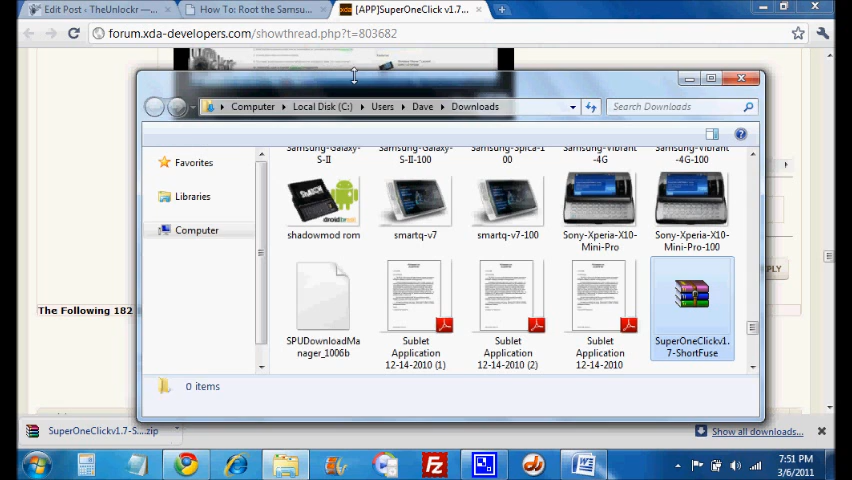 Edit Post ‹ TheUnlockr —...
How To: Root the Samsu...
[APP]SuperOneClick v1.7...
forum.xda-developers.com/showthread.php?t=803682
Computer
Local Disk (C:)
Users
Dave
Downloads
Search Downloads
Favorites
Libraries
Computer
Samsung-Galaxy-
S-II
Samsung-Galaxy-
S-II-100
Samsung-Spica-1
00
Samsung-Vibrant-
4G
Samsung-Vibrant-
4G-100
shadowmod rom
smartq-v7
smartq-v7-100
Sony-Xperia-X10-
Mini-Pro
Sony-Xperia-X10-
Mini-Pro-100
SPUDownloadMa
nager_1006b
Sublet
Application
12-14-2010 (1)
Sublet
Application
12-14-2010 (2)
Sublet
Application
12-14-2010
SuperOneClickv1.
7-ShortFuse
0 items
The Following 182
PLY
SuperOneClickv1.7-S....zip
Show all downloads...
7:51 PM
3/6/2011